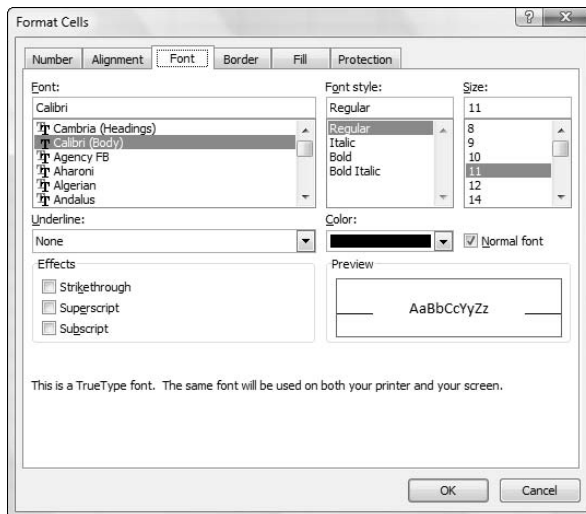 Format Cells
Number Alignment Font Border Fill Protection
Font: Font style: Size:
Calibri Regular 11
Cambria (Headings) Regular 8
Calibri (Body) Italic 9
Agency FB Bold 10
Aharoni Bold Italic 11
Algerian 12
Andalus 14
Underline: Color:
None Normal font
Effects Preview
Strikethrough
Superscript AaBbCcYyZz
Subscript
This is a TrueType font. The same font will be used on both your printer and your screen.
OK Cancel